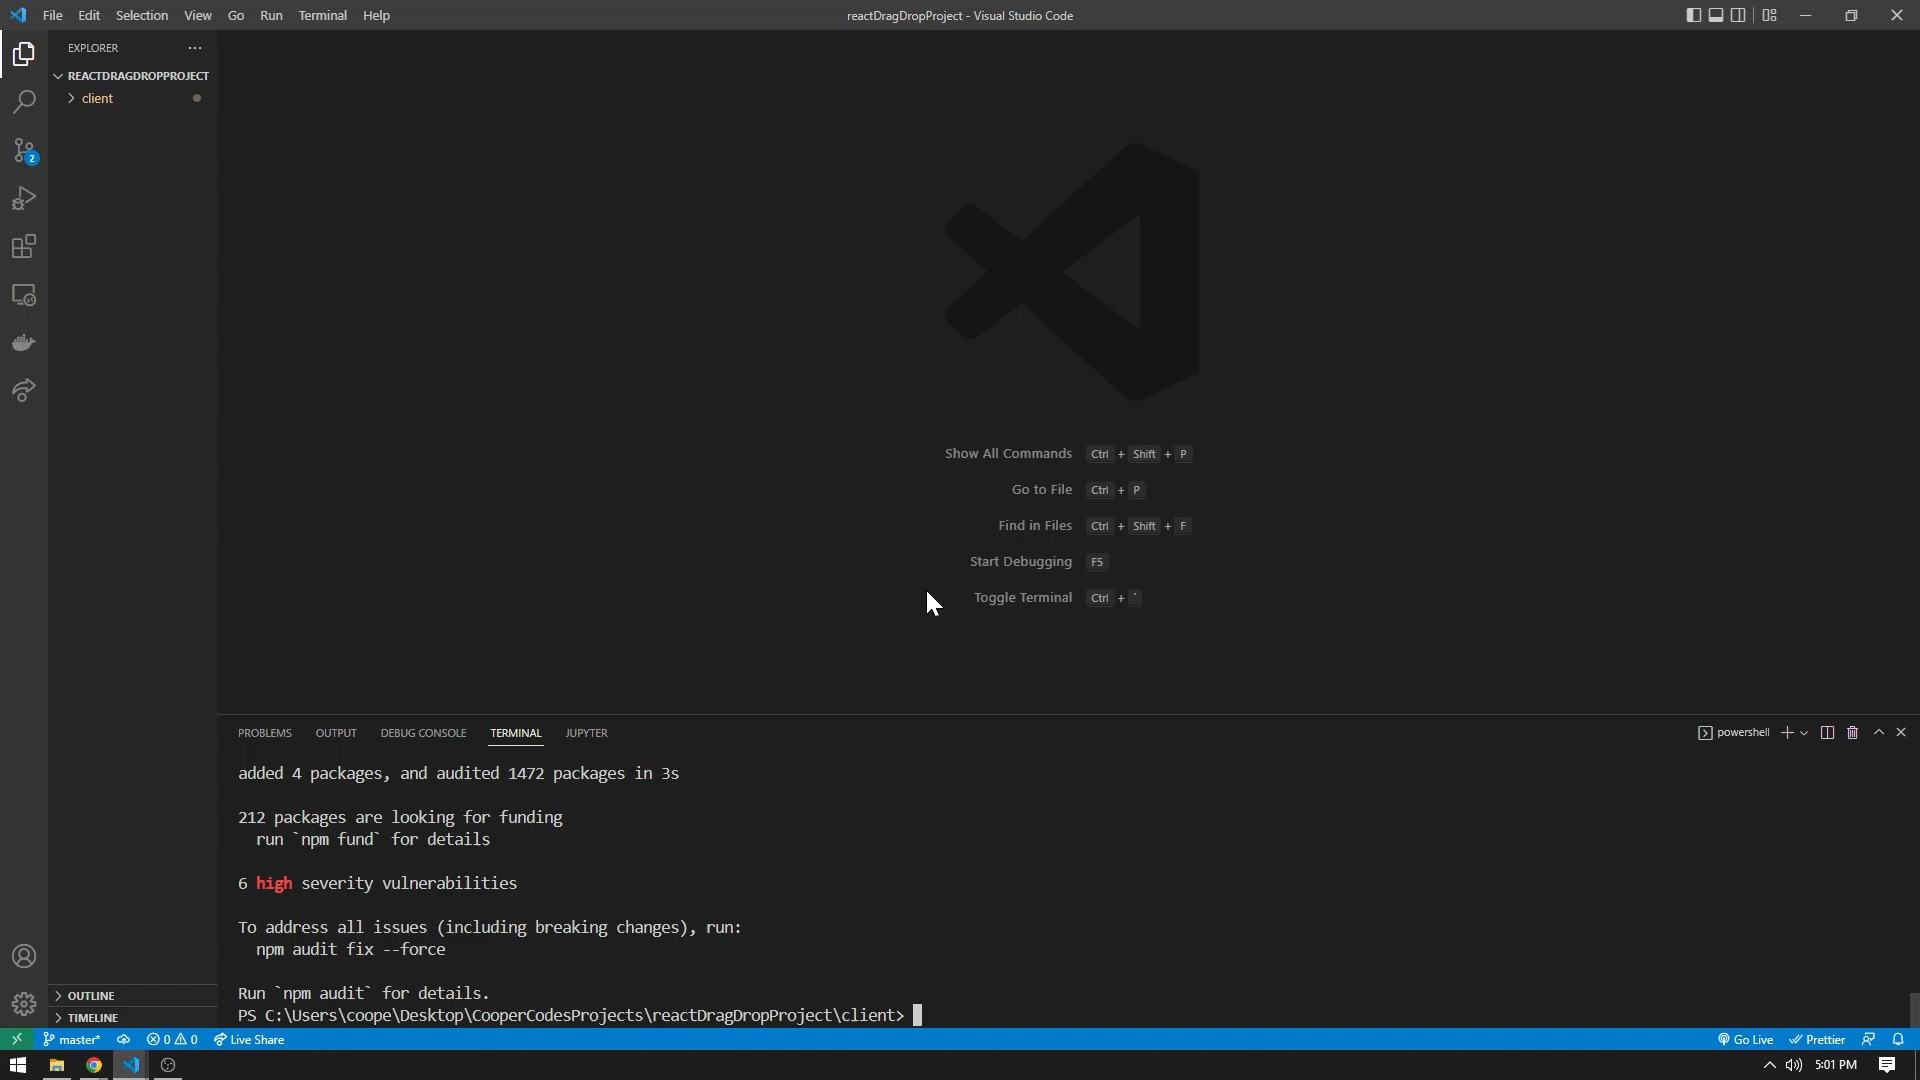 File Edit Selection View Go Run Terminal Help
reactDragDropProject - Visual Studio Code
EXPLORER
REACTDRAGDROPPROJECT
client
2
Show All Commands Ctrl + Shift + P
Go to File Ctrl + P
Find in Files Ctrl + Shift + F
Start Debugging F5
Toggle Terminal Ctrl + `
PROBLEMS OUTPUT DEBUG CONSOLE TERMINAL JUPYTER
powershell
added 4 packages, and audited 1472 packages in 3s
212 packages are looking for funding
run `npm fund` for details
6 high severity vulnerabilities
To address all issues (including breaking changes), run:
npm audit fix --force
Run `npm audit` for details.
PS C:\Users\coope\Desktop\CooperCodesProjects\reactDragDropProject\client>
OUTLINE
TIMELINE
master* 0 0 Live Share
Go Live Prettier
5:01 PM